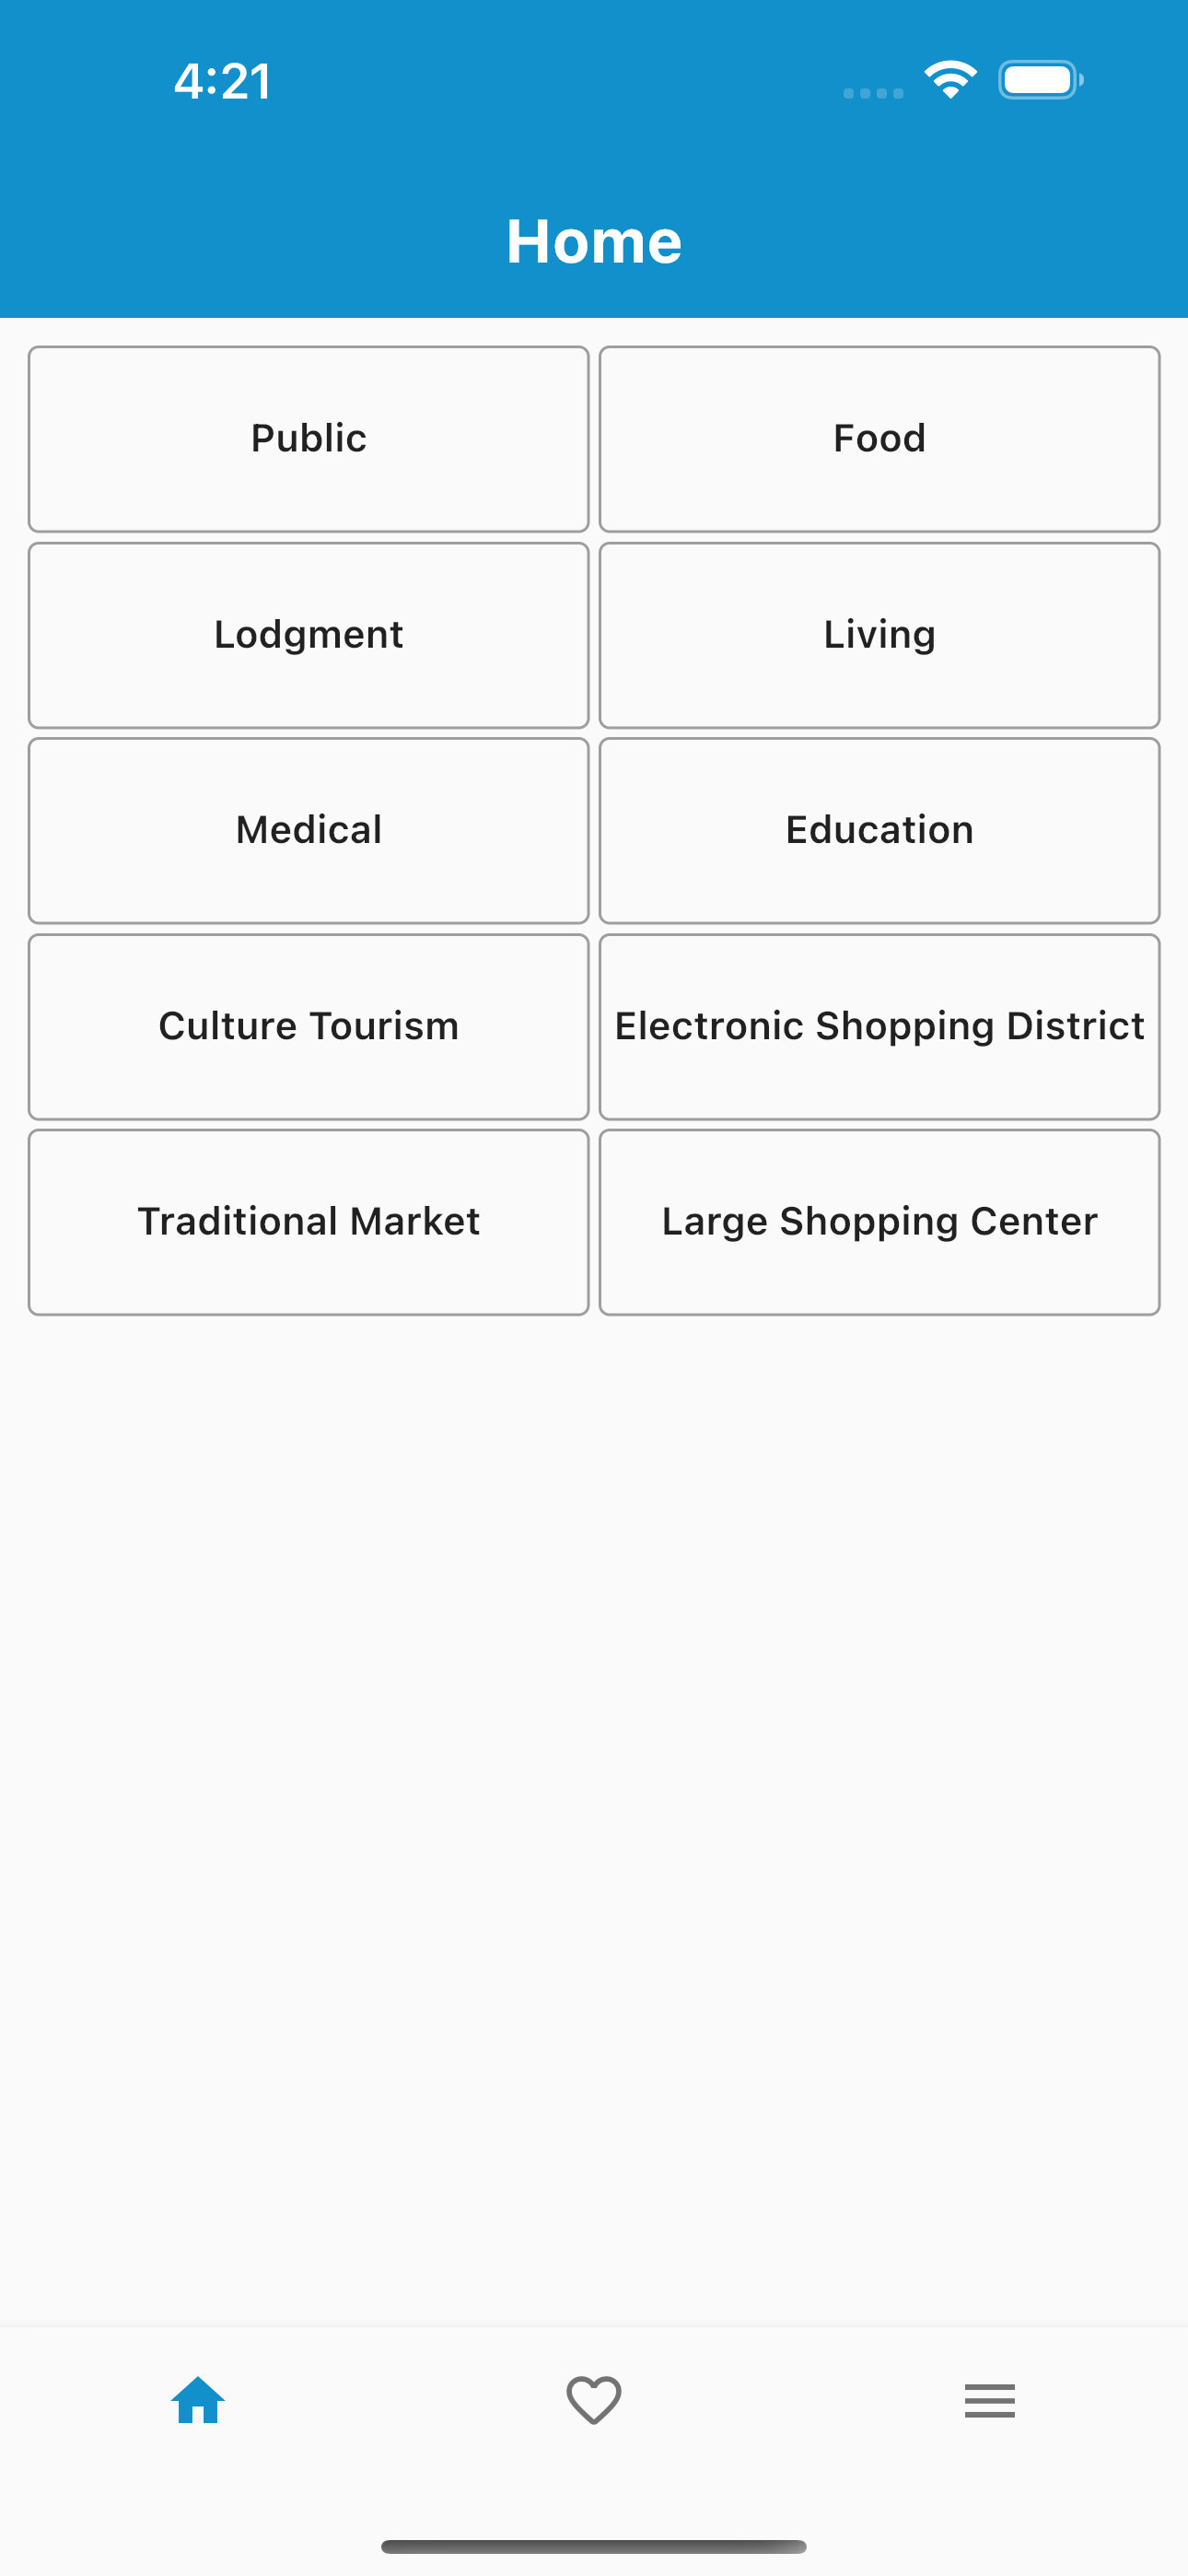 4:21
Home
Public
Food
Lodgment
Living
Medical
Education
Culture Tourism
Electronic Shopping District
Traditional Market
Large Shopping Center